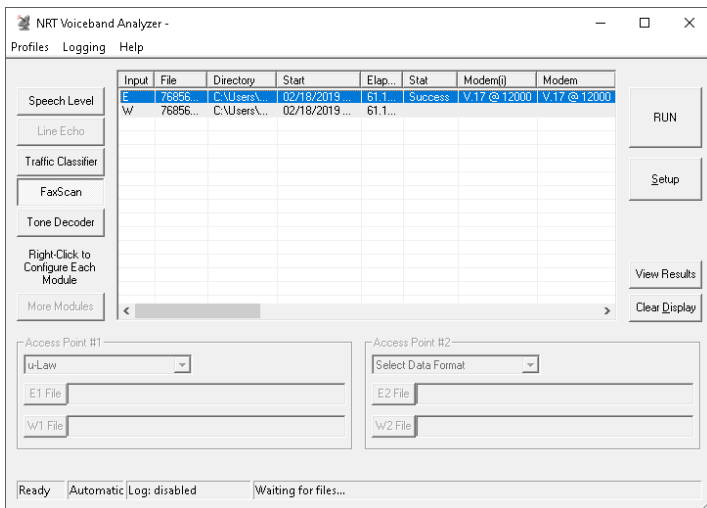 NRT Voiceband Analyzer -
Profiles Logging Help
Input File Directory Start Elap... Stat Modem(i) Modem
E 76856... C:\Users\... 02/18/2019 ... 61.1... Success V.17 @ 12000 V.17 @ 12000
W 76856... C:\Users\... 02/18/2019 ... 61.1...
Speech Level
Line Echo
Traffic Classifier
FaxScan
Tone Decoder
Right-Click to
Configure Each
Module
More Modules
RUN
Setup
View Results
Clear Display
Access Point #1
u-Law
E1 File
W1 File
Access Point #2
Select Data Format
E2 File
W2 File
Ready Automatic Log: disabled Waiting for files...